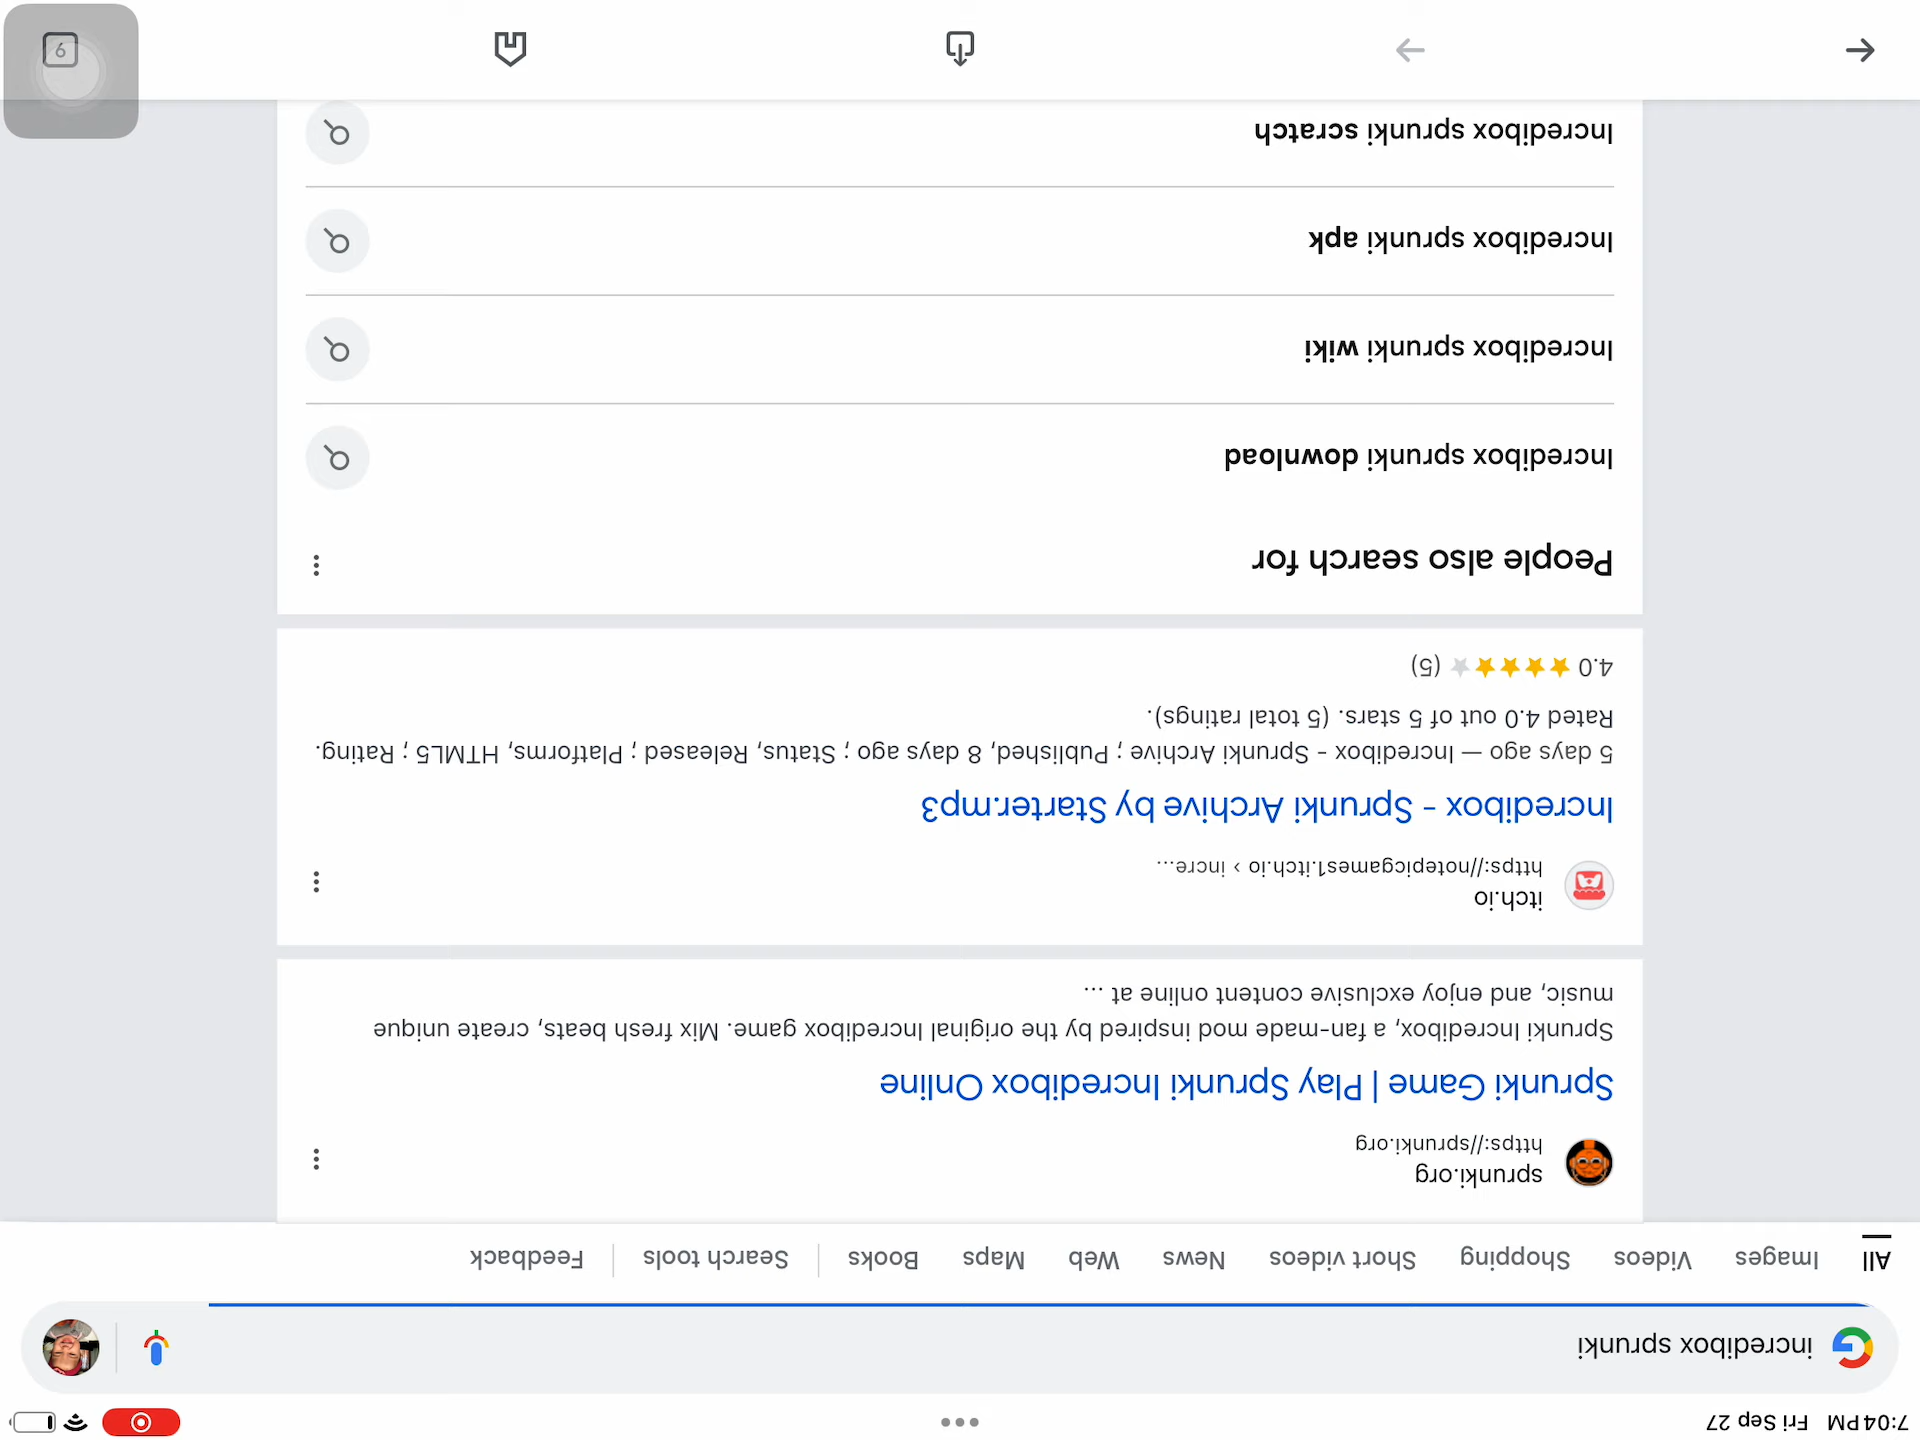 7:04 PM Fri Sep 27
incredibox sprunki
All Images Videos Shopping Short videos News Web Maps Books Search tools Feedback
sprunki.org
https://sprunki.org
Sprunki Game | Play Sprunki Incredibox Online
Sprunki Incredibox, a fan-made mod inspired by the original Incredibox game. Mix fresh beats, create unique
music, and enjoy exclusive content online at ...
itch.io
https://notepicgames1.itch.io › incre...
Incredibox - Sprunki Archive by Starter.mp3
5 days ago — Incredibox - Sprunki Archive ; Published, 8 days ago ; Status, Released ; Platforms, HTML5 ; Rating.
Rated 4.0 out of 5 stars. (5 total ratings).
4.0 (5)
People also search for
Incredibox sprunki download
Incredibox sprunki wiki
Incredibox sprunki apk
Incredibox sprunki scratch
6